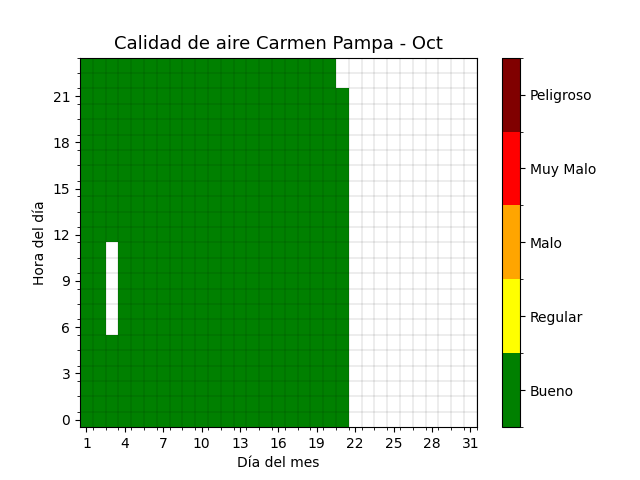 Calidad de aire Carmen Pampa - Oct
Hora del día
21
18
15
12
9
6
3
0
1 4 7 10 13 16 19 22 25 28 31
Día del mes
Peligroso
Muy Malo
Malo
Regular
Bueno